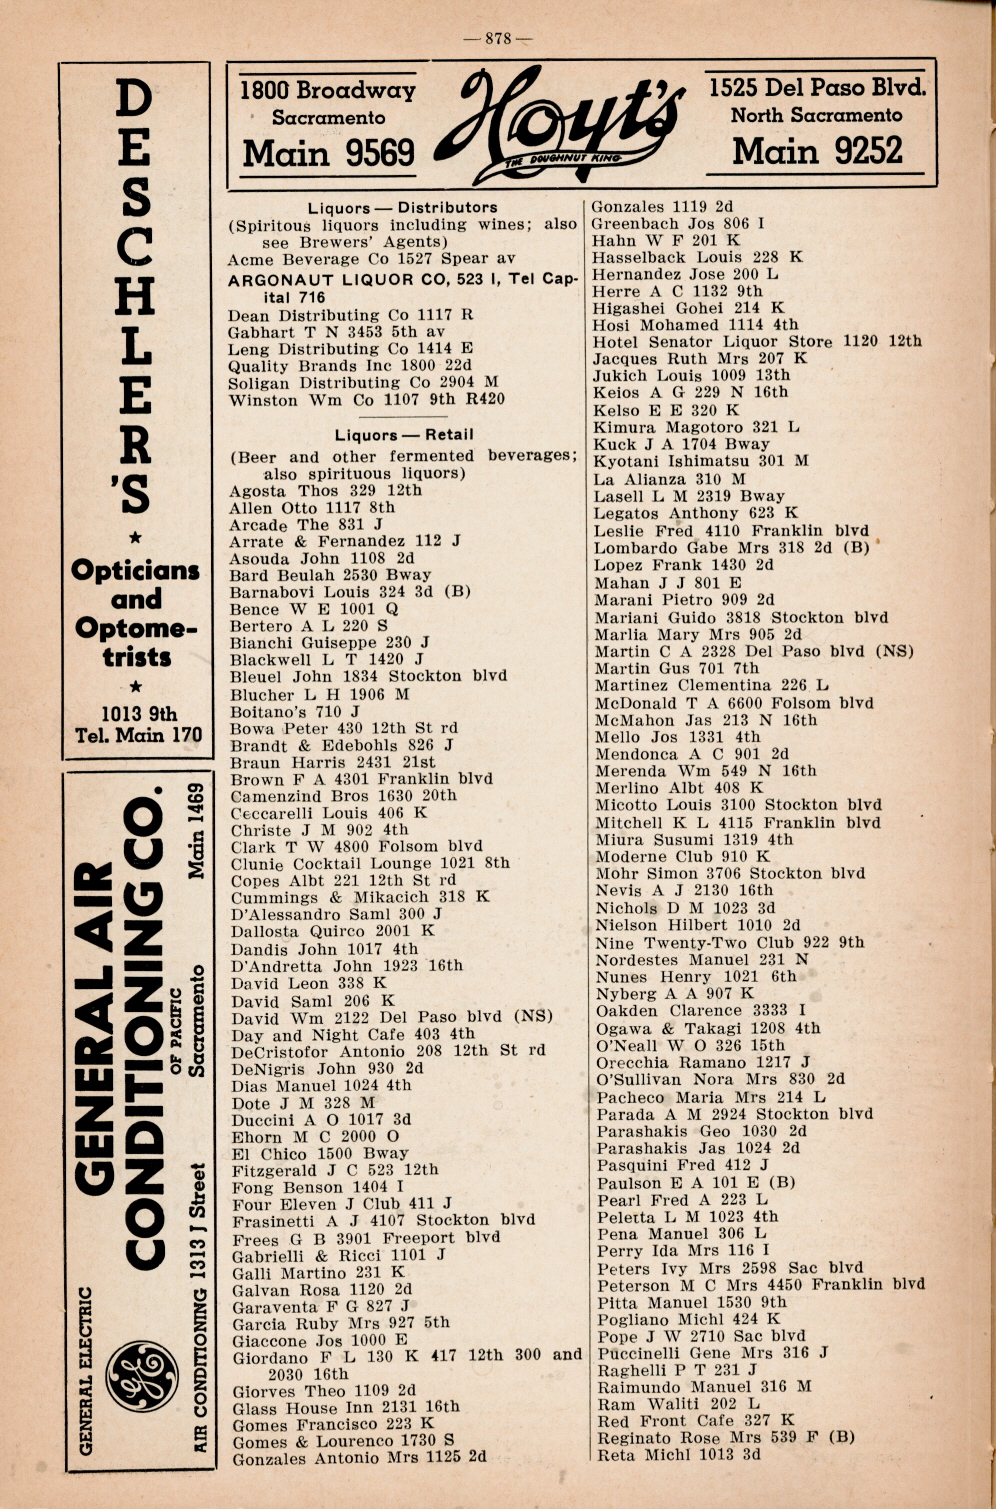 — 878 —
DESCHLER'S
Opticians
and
Optome-
trists
1013 9th
Tel. Main 170
GENERAL AIR
CONDITIONING CO.
OF PACIFIC
GENERAL ELECTRIC
GE
AIR CONDITIONING 1313 J Street Sacramento Main 1469
1800 Broadway
Sacramento
Main 9569
Hoyt's
THE DOUGHNUT KING
1525 Del Paso Blvd.
North Sacramento
Main 9252
Liquors — Distributors
(Spiritous liquors including wines; also
see Brewers' Agents)
Acme Beverage Co 1527 Spear av
ARGONAUT LIQUOR CO, 523 I, Tel Cap-
ital 716
Dean Distributing Co 1117 R
Gabhart T N 3453 5th av
Leng Distributing Co 1414 E
Quality Brands Inc 1800 22d
Soligan Distributing Co 2904 M
Winston Wm Co 1107 9th R420
Liquors — Retail
(Beer and other fermented beverages;
also spirituous liquors)
Agosta Thos 329 12th
Allen Otto 1117 8th
Arcade The 831 J
Arrate & Fernandez 112 J
Asouda John 1108 2d
Bard Beulah 2530 Bway
Barnabovi Louis 324 3d (B)
Bence W E 1001 Q
Bertero A L 220 S
Bianchi Guiseppe 230 J
Blackwell L T 1420 J
Bleuel John 1834 Stockton blvd
Blucher L H 1906 M
Boitano's 710 J
Bowa Peter 430 12th St rd
Brandt & Edebohls 826 J
Braun Harris 2431 21st
Brown F A 4301 Franklin blvd
Camenzind Bros 1630 20th
Ceccarelli Louis 406 K
Christe J M 902 4th
Clark T W 4800 Folsom blvd
Clunie Cocktail Lounge 1021 8th
Copes Albt 221 12th St rd
Cummings & Mikacich 318 K
D'Alessandro Saml 300 J
Dallosta Quirco 2001 K
Dandis John 1017 4th
D'Andretta John 1923 16th
David Leon 338 K
David Saml 206 K
David Wm 2122 Del Paso blvd (NS)
Day and Night Cafe 403 4th
DeCristofor Antonio 208 12th St rd
DeNigris John 930 2d
Dias Manuel 1024 4th
Dote J M 328 M
Duccini A O 1017 3d
Ehorn M C 2000 O
El Chico 1500 Bway
Fitzgerald J C 523 12th
Fong Benson 1404 I
Four Eleven J Club 411 J
Frasinetti A J 4107 Stockton blvd
Frees G B 3901 Freeport blvd
Gabrielli & Ricci 1101 J
Galli Martino 231 K
Galvan Rosa 1120 2d
Garaventa F G 827 J
Garcia Ruby Mrs 927 5th
Giaccone Jos 1000 E
Giordano F L 130 K 417 12th 300 and
2030 16th
Giorves Theo 1109 2d
Glass House Inn 2131 16th
Gomes Francisco 223 K
Gomes & Lourenco 1730 S
Gonzales Antonio Mrs 1125 2d
Gonzales 1119 2d
Greenbach Jos 806 I
Hahn W F 201 K
Hasselback Louis 228 K
Hernandez Jose 200 L
Herre A C 1132 9th
Higashei Gohei 214 K
Hosi Mohamed 1114 4th
Hotel Senator Liquor Store 1120 12th
Jacques Ruth Mrs 207 K
Jukich Louis 1009 13th
Keios A G 229 N 16th
Kelso E E 320 K
Kimura Magotoro 321 L
Kuck J A 1704 Bway
Kyotani Ishimatsu 301 M
La Alianza 310 M
Lasell L M 2319 Bway
Legatos Anthony 623 K
Leslie Fred 4110 Franklin blvd
Lombardo Gabe Mrs 318 2d (B)
Lopez Frank 1430 2d
Mahan J J 801 E
Marani Pietro 909 2d
Mariani Guido 3818 Stockton blvd
Marlia Mary Mrs 905 2d
Martin C A 2328 Del Paso blvd (NS)
Martin Gus 701 7th
Martinez Clementina 226 L
McDonald T A 6600 Folsom blvd
McMahon Jas 213 N 16th
Mello Jos 1331 4th
Mendonca A C 901 2d
Merenda Wm 549 N 16th
Merlino Albt 408 K
Micotto Louis 3100 Stockton blvd
Mitchell K L 4115 Franklin blvd
Miura Susumi 1319 4th
Moderne Club 910 K
Mohr Simon 3706 Stockton blvd
Nevis A J 2130 16th
Nichols D M 1023 3d
Nielson Hilbert 1010 2d
Nine Twenty-Two Club 922 9th
Nordestes Manuel 231 N
Nunes Henry 1021 6th
Nyberg A A 907 K
Oakden Clarence 3333 I
Ogawa & Takagi 1208 4th
O'Neall W O 326 15th
Orecchia Ramano 1217 J
O'Sullivan Nora Mrs 830 2d
Pacheco Maria Mrs 214 L
Parada A M 2924 Stockton blvd
Parashakis Geo 1030 2d
Parashakis Jas 1024 2d
Pasquini Fred 412 J
Paulson E A 101 E (B)
Pearl Fred A 223 L
Peletta L M 1023 4th
Pena Manuel 306 L
Perry Ida Mrs 116 I
Peters Ivy Mrs 2598 Sac blvd
Peterson M C Mrs 4450 Franklin blvd
Pitta Manuel 1530 9th
Pogliano Michl 424 K
Pope J W 2710 Sac blvd
Puccinelli Gene Mrs 316 J
Raghelli P T 231 J
Raimundo Manuel 316 M
Ram Waliti 202 L
Red Front Cafe 327 K
Reginato Rose Mrs 539 F (B)
Reta Michl 1013 3d